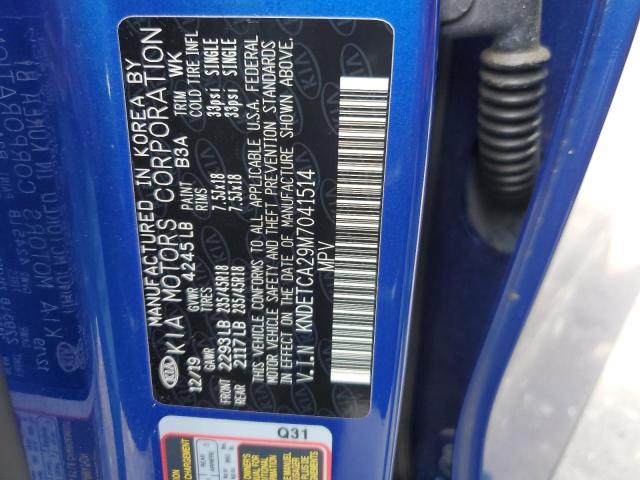 MANUFACTURED IN KOREA BY
KIA KIA MOTORS CORPORATION
12/19 GVWR 4245 LB PAINT B3A TRIM WK
GAWR TIRES RIMS COLD TIRE INFL
FRONT 2293 LB 235/45R18 7.5Jx18 33psi SINGLE
REAR 2117 LB 235/45R18 7.5Jx18 33psi SINGLE
THIS VEHICLE CONFORMS TO ALL APPLICABLE U.S.A. FEDERAL
MOTOR VEHICLE SAFETY AND THEFT PREVENTION STANDARDS
IN EFFECT ON THE DATE OF MANUFACTURE SHOWN ABOVE.
V.I.N KNDETCA29M7041514
MPV
Q31